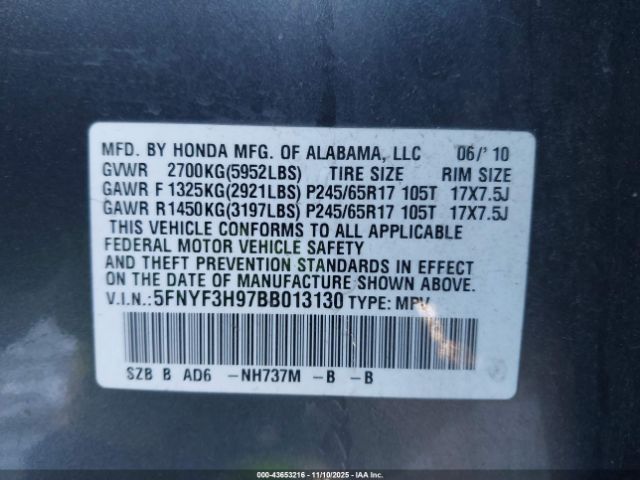 MFD. BY HONDA MFG. OF ALABAMA, LLC 06/'10
GVWR 2700KG(5952LBS) TIRE SIZE RIM SIZE
GAWR F 1325KG(2921LBS) P245/65R17 105T 17X7.5J
GAWR R 1450KG(3197LBS) P245/65R17 105T 17X7.5J
THIS VEHICLE CONFORMS TO ALL APPLICABLE
FEDERAL MOTOR VEHICLE SAFETY
AND THEFT PREVENTION STANDARDS IN EFFECT
ON THE DATE OF MANUFACTURE SHOWN ABOVE.
V.I.N.:5FNYF3H97BB013130 TYPE: MPV
SZB B AD6 -NH737M -B -B
00-43653216 - 11/10/2025 - IAAI.com